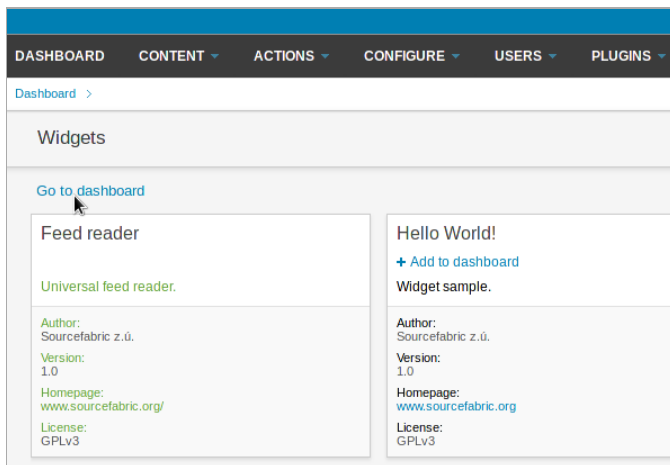 DASHBOARD CONTENT ACTIONS CONFIGURE USERS PLUGINS
Dashboard >
Widgets
Go to dashboard
Feed reader
Universal feed reader.
Author:
Sourcefabric z.ú.
Version:
1.0
Homepage:
www.sourcefabric.org/
License:
GPLv3
Hello World!
+ Add to dashboard
Widget sample.
Author:
Sourcefabric z.ú.
Version:
1.0
Homepage:
www.sourcefabric.org
License:
GPLv3